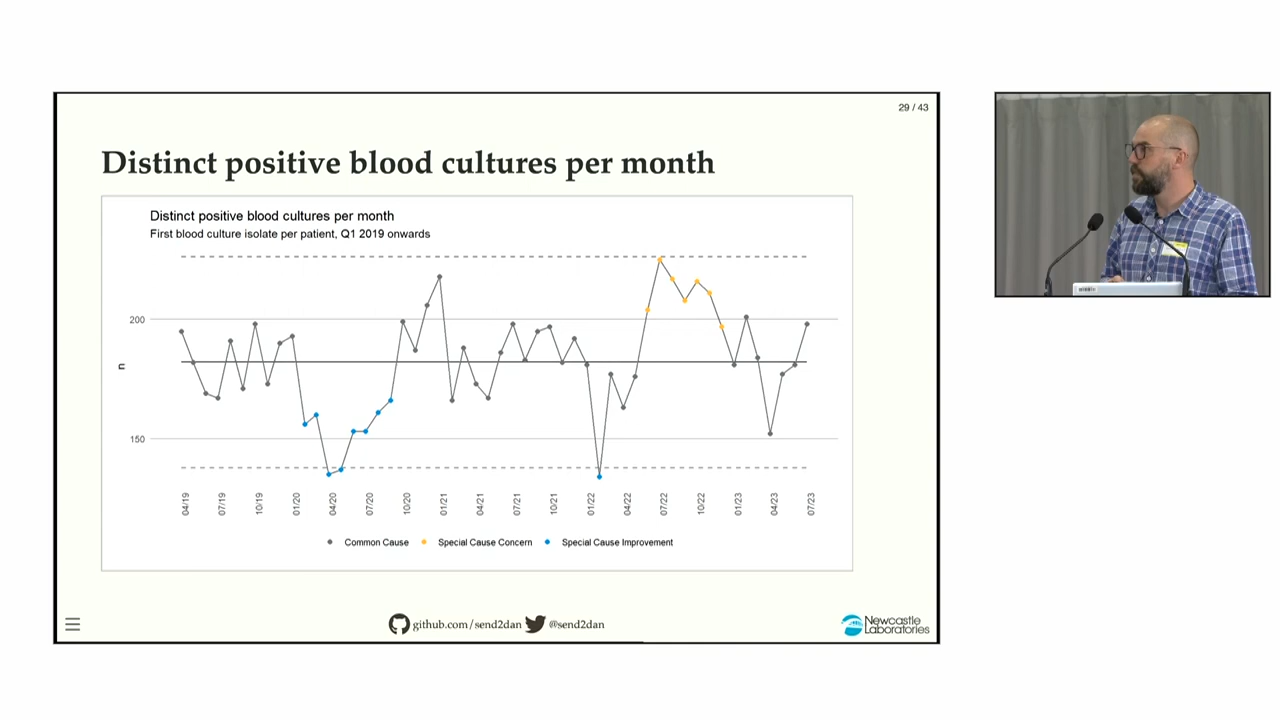 29 / 43
Distinct positive blood cultures per month
Distinct positive blood cultures per month
First blood culture isolate per patient, Q1 2019 onwards
200
n
150
04/19
07/19
10/19
01/20
04/20
07/20
10/20
01/21
04/21
07/21
10/21
01/22
04/22
07/22
10/22
01/23
04/23
07/23
Common Cause
Special Cause Concern
Special Cause Improvement
github.com/send2dan
@send2dan
Newcastle
Laboratories